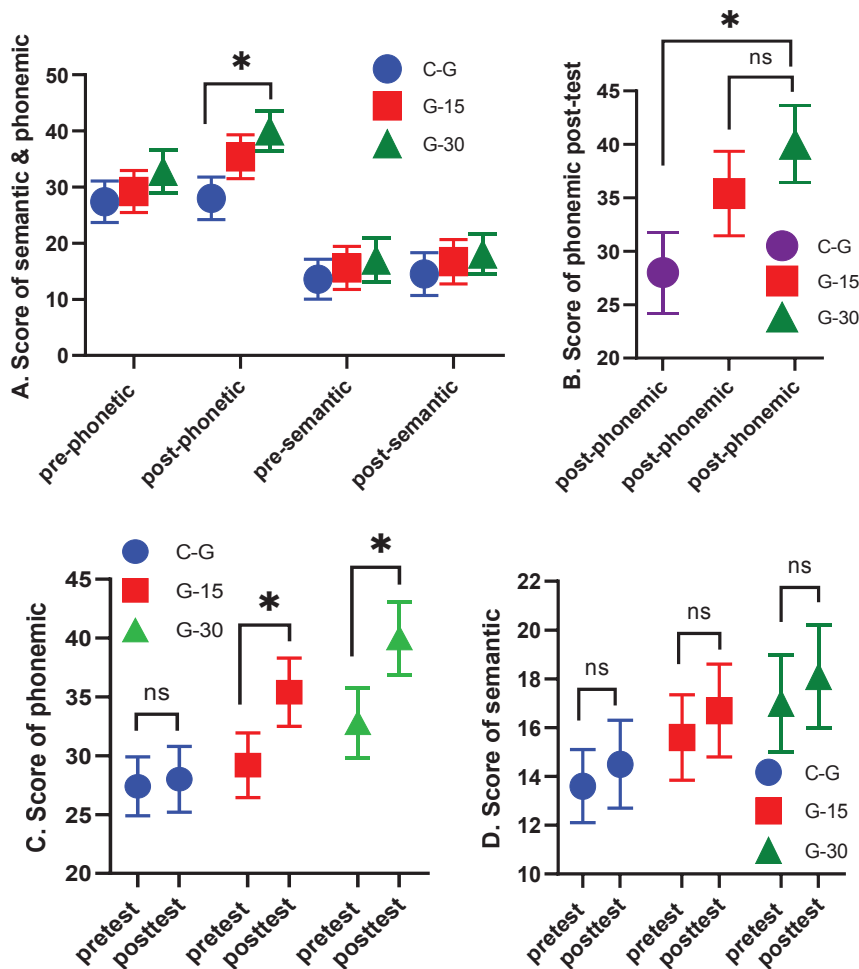 A. Score of semantic & phonemic
50
40
30
20
10
0
*
C-G
G-15
G-30
pre-phonetic
post-phonetic
pre-semantic
post-semantic
B. Score of phonemic post-test
45
40
35
30
25
20
*
ns
C-G
G-15
G-30
post-phonemic
post-phonemic
post-phonemic
C. Score of phonemic
45
40
35
30
25
20
C-G
G-15
G-30
ns
*
*
pretest
posttest
pretest
posttest
pretest
posttest
D. Score of semantic
22
20
18
16
14
12
10
ns
ns
ns
C-G
G-15
G-30
pretest
posttest
pretest
posttest
pretest
posttest